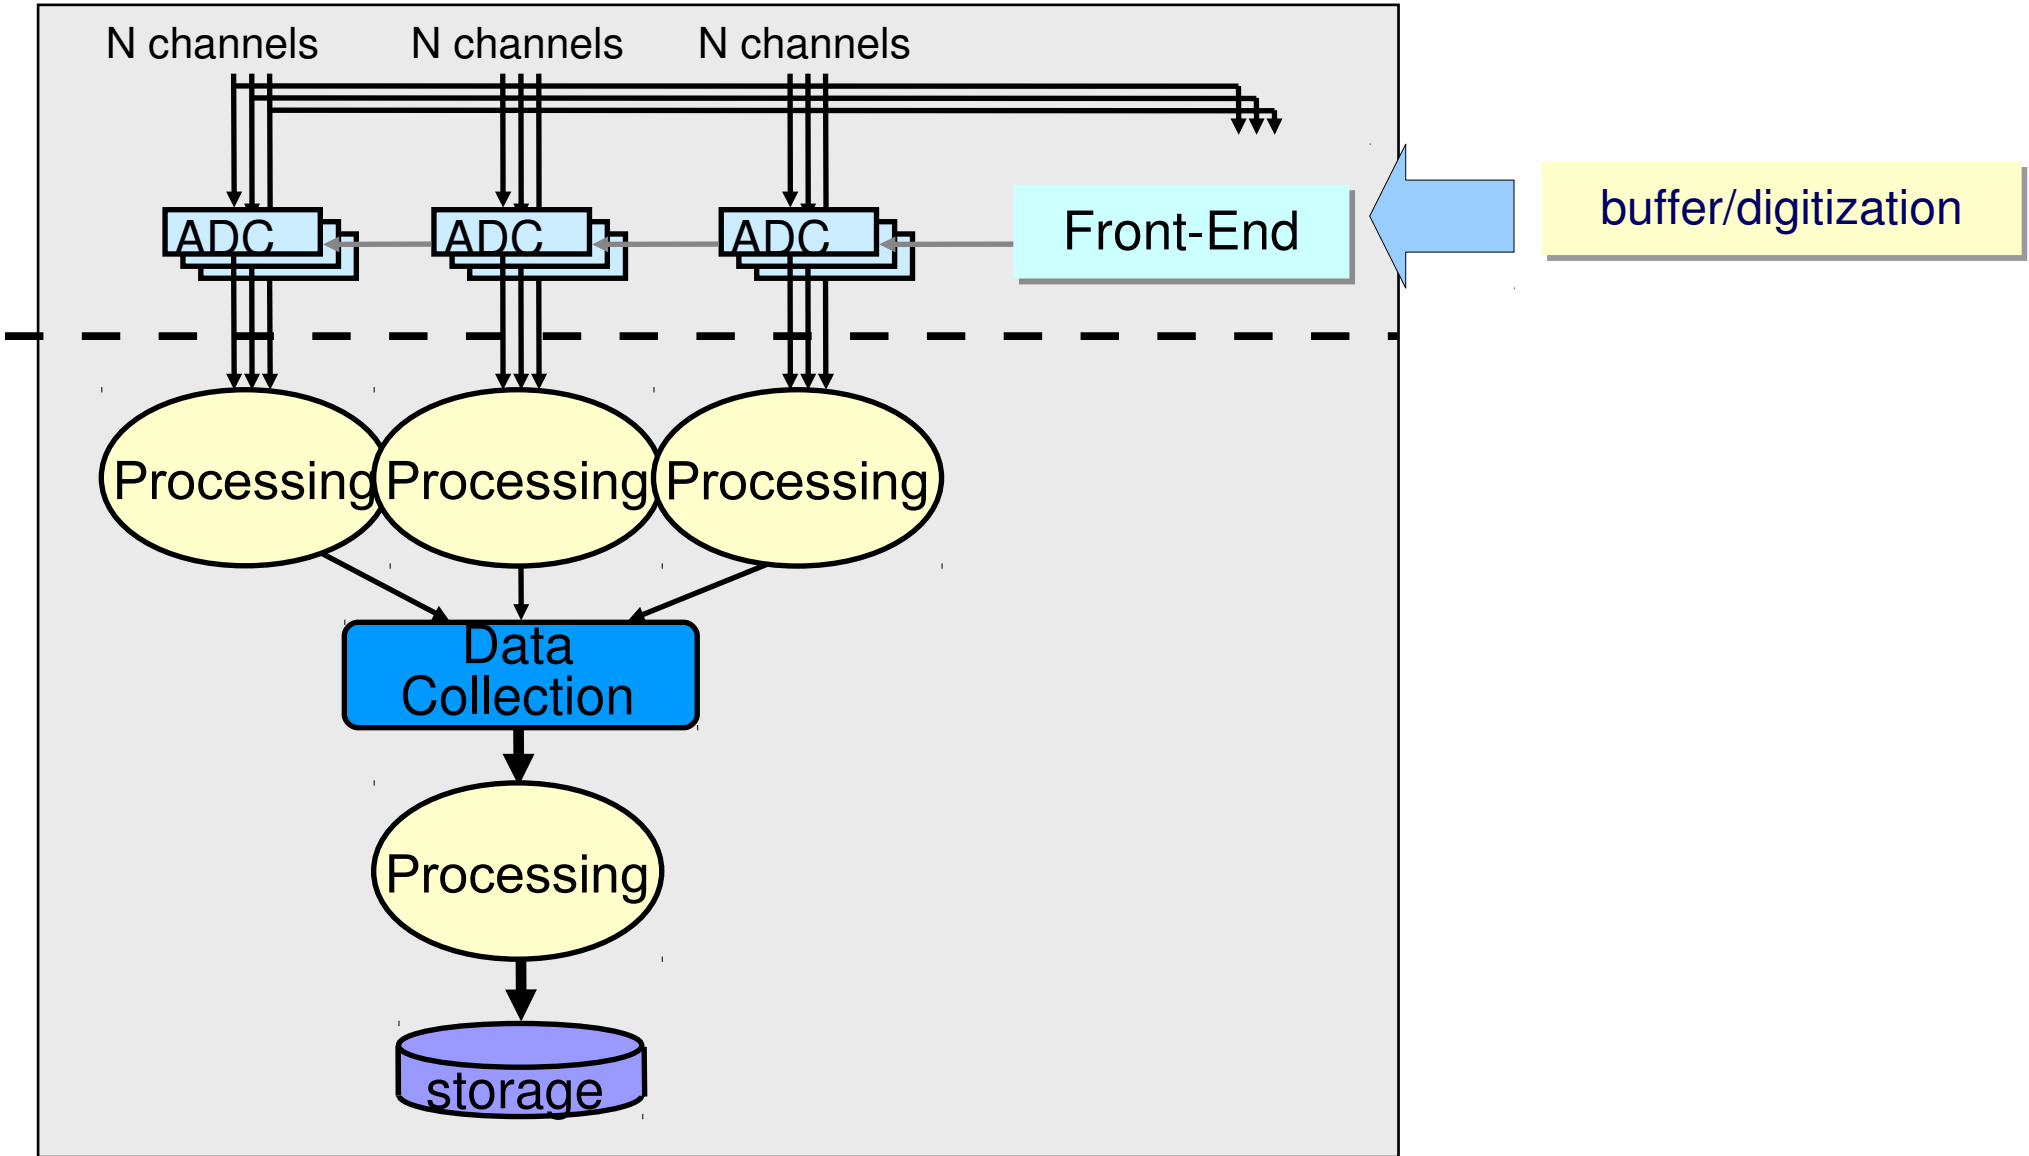 N channels N channels N channels
ADC ADC ADC Front-End buffer/digitization
Processing Processing Processing
Data
Collection
Processing
storage